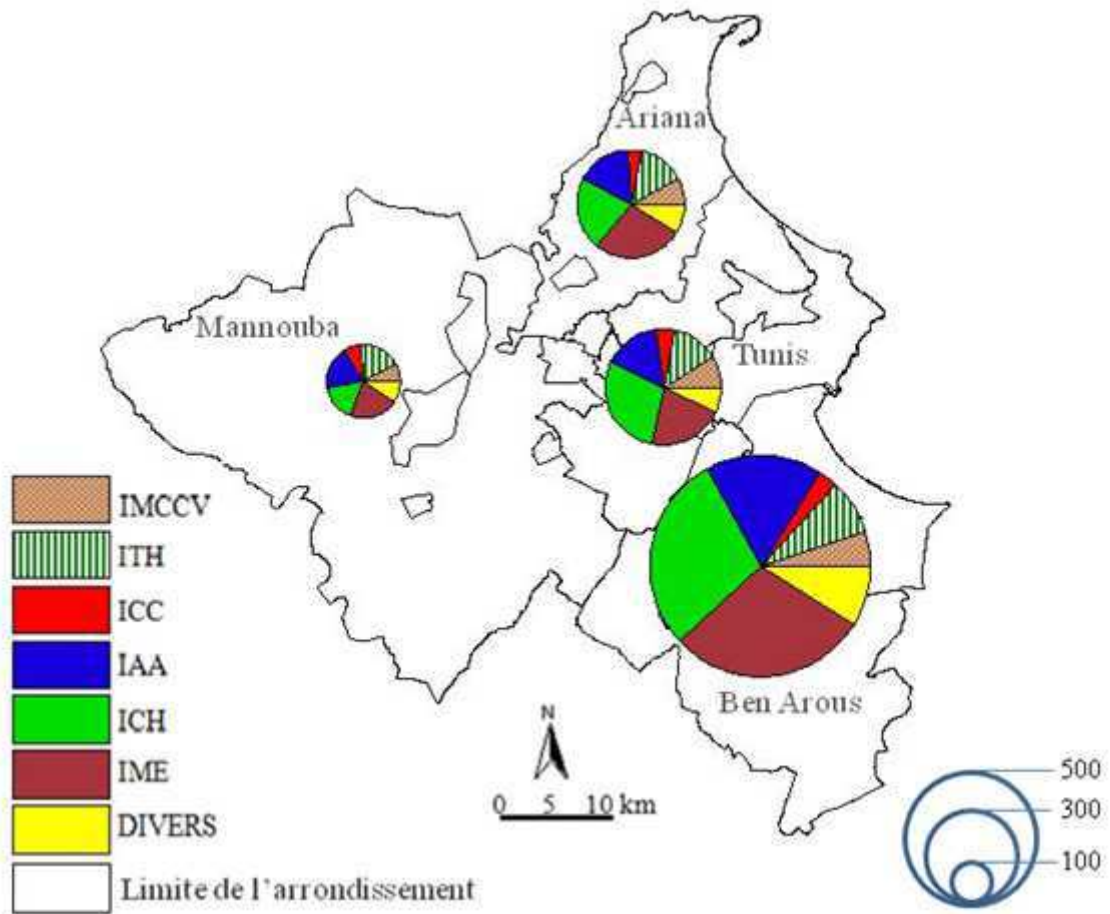 Ariana
Mannouba
Tunis
Ben Arous
IMCCV
ITH
ICC
IAA
ICH
IME
DIVERS
Limite de l'arrondissement
N
0 5 10 km
500
300
100